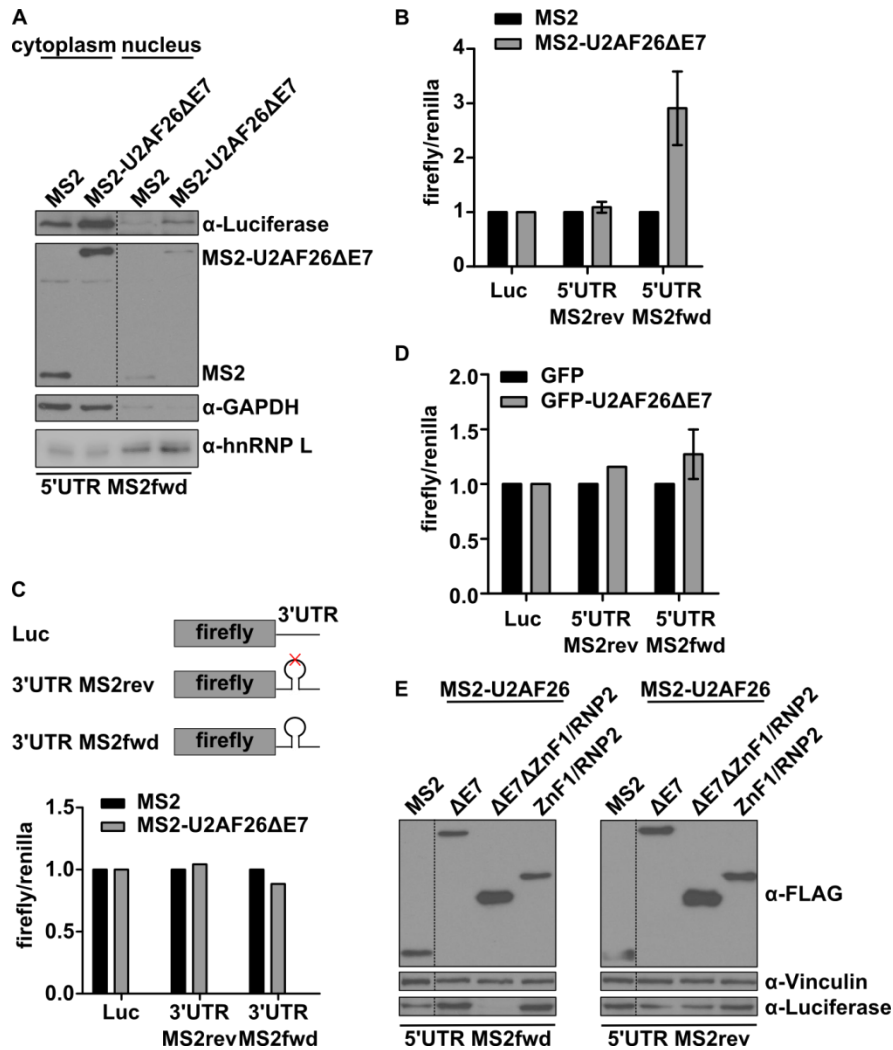 A
cytoplasm nucleus
MS2
MS2-U2AF26ΔE7
MS2
MS2-U2AF26ΔE7
α-Luciferase
MS2-U2AF26ΔE7
MS2
α-GAPDH
α-hnRNP L
5'UTR MS2fwd
B
MS2
MS2-U2AF26ΔE7
firefly/renilla
4
3
2
1
0
Luc
5'UTR
MS2rev
5'UTR
MS2fwd
D
GFP
GFP-U2AF26ΔE7
firefly/renilla
2.0
1.5
1.0
0.5
0.0
Luc
5'UTR
MS2rev
5'UTR
MS2fwd
C
3'UTR
Luc
firefly
3'UTR MS2rev
firefly
3'UTR MS2fwd
firefly
MS2
MS2-U2AF26ΔE7
firefly/renilla
1.5
1.0
0.5
0.0
Luc
3'UTR
MS2rev
3'UTR
MS2fwd
E
MS2-U2AF26
MS2
ΔE7
ΔE7ΔZnF1/RNP2
ZnF1/RNP2
MS2-U2AF26
MS2
ΔE7
ΔE7ΔZnF1/RNP2
ZnF1/RNP2
α-FLAG
α-Vinculin
α-Luciferase
5'UTR MS2fwd
5'UTR MS2rev